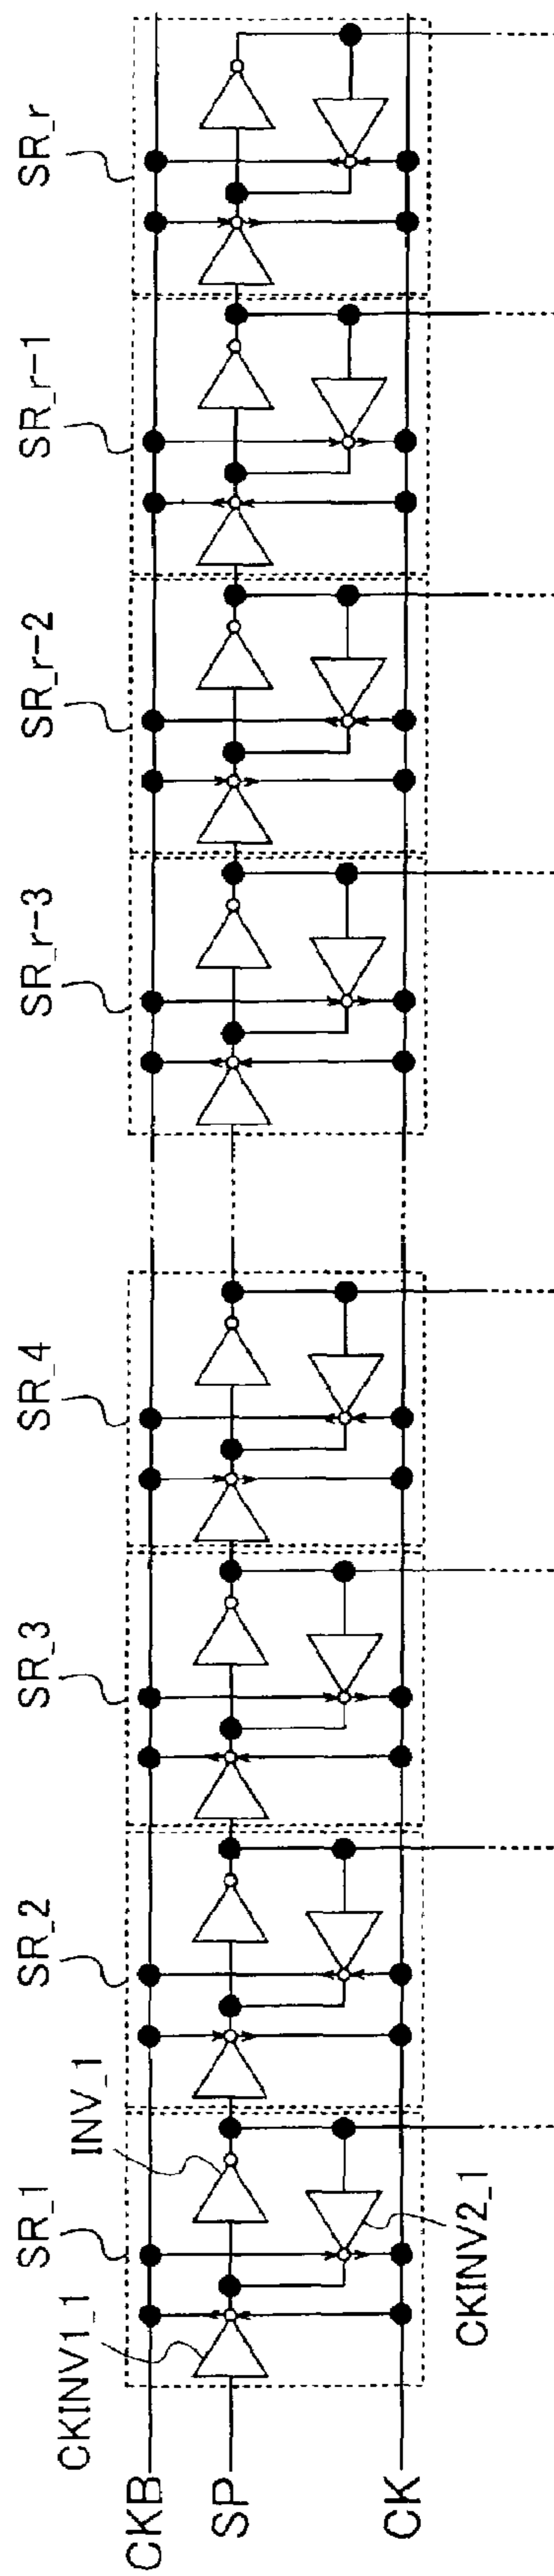 SR_1
SR_2
SR_3
SR_4
SR_r-3
SR_r-2
SR_r-1
SR_r
CKINV1_1
INV_1
CKINV2_1
CKB
SP
CK